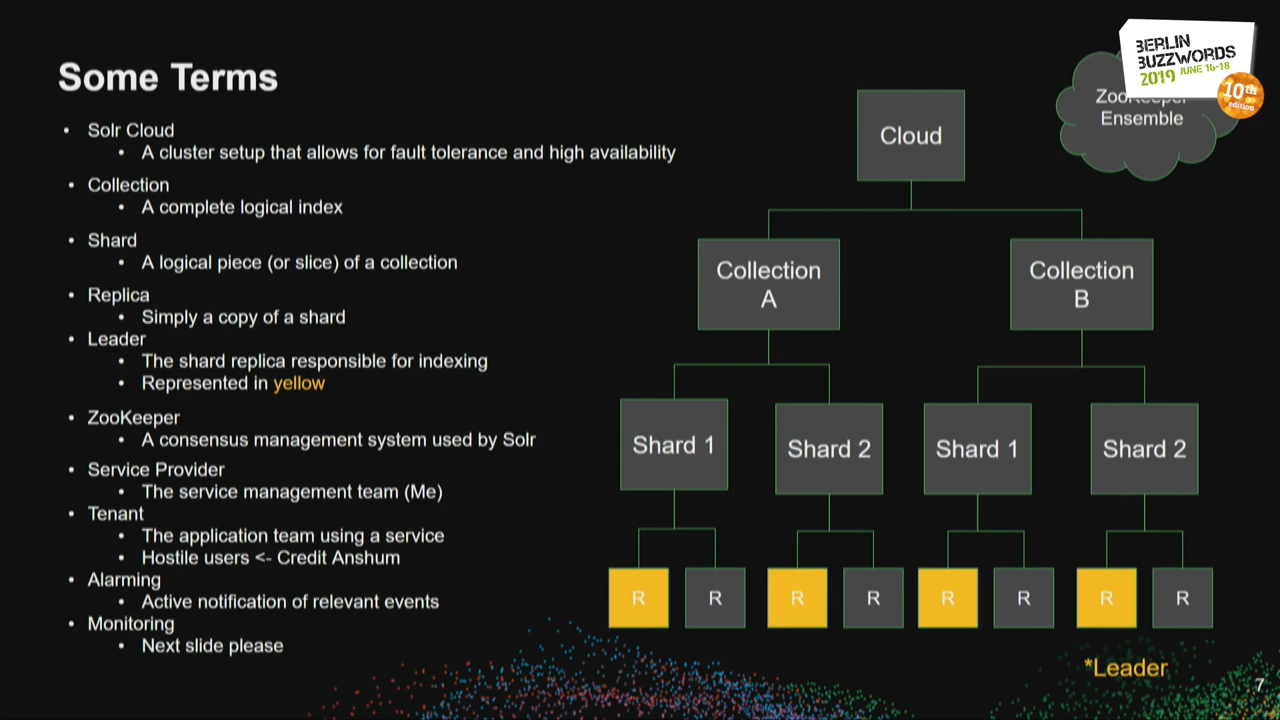 Some Terms
• Solr Cloud
• A cluster setup that allows for fault tolerance and high availability
• Collection
• A complete logical index
• Shard
• A logical piece (or slice) of a collection
• Replica
• Simply a copy of a shard
• Leader
• The shard replica responsible for indexing
• Represented in yellow
• ZooKeeper
• A consensus management system used by Solr
• Service Provider
• The service management team (Me)
• Tenant
• The application team using a service
• Hostile users <- Credit Anshum
• Alarming
• Active notification of relevant events
• Monitoring
• Next slide please
BERLIN
BUZZWORDS
2019 JUNE 16-18
10th
edition
ZooKeeper
Ensemble
Cloud
Collection
A
Collection
B
Shard 1
Shard 2
Shard 1
Shard 2
R
R
R
R
R
R
R
R
*Leader
7